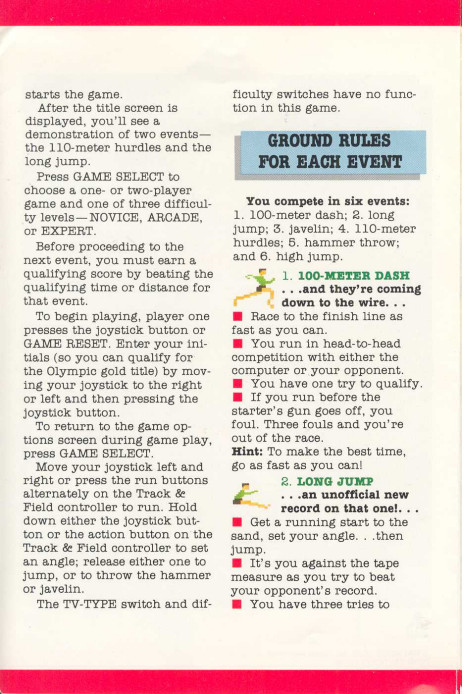 starts the game.
After the title screen is
displayed, you'll see a
demonstration of two events—
the 110-meter hurdles and the
long jump.
Press GAME SELECT to
choose a one- or two-player
game and one of three difficul-
ty levels—NOVICE, ARCADE,
or EXPERT.
Before proceeding to the
next event, you must earn a
qualifying score by beating the
qualifying time or distance for
that event.
To begin playing, player one
presses the joystick button or
GAME RESET. Enter your ini-
tials (so you can qualify for
the Olympic gold title) by mov-
ing your joystick to the right
or left and then pressing the
joystick button.
To return to the game op-
tions screen during game play,
press GAME SELECT.
Move your joystick left and
right or press the run buttons
alternately on the Track &
Field controller to run. Hold
down either the joystick but-
ton or the action button on the
Track & Field controller to set
an angle; release either one to
jump, or to throw the hammer
or javelin.
The TV-TYPE switch and dif-
ficulty switches have no func-
tion in this game.
GROUND RULES
FOR EACH EVENT
You compete in six events:
1. 100-meter dash; 2. long
jump; 3. javelin; 4. 110-meter
hurdles; 5. hammer throw;
and 6. high jump.
1. 100-METER DASH
. . .and they're coming
down to the wire. . .
Race to the finish line as
fast as you can.
You run in head-to-head
competition with either the
computer or your opponent.
You have one try to qualify.
If you run before the
starter's gun goes off, you
foul. Three fouls and you're
out of the race.
Hint: To make the best time,
go as fast as you can!
2. LONG JUMP
. . .an unofficial new
record on that one!. . .
Get a running start to the
sand, set your angle. . .then
jump.
It's you against the tape
measure as you try to beat
your opponent's record.
You have three tries to